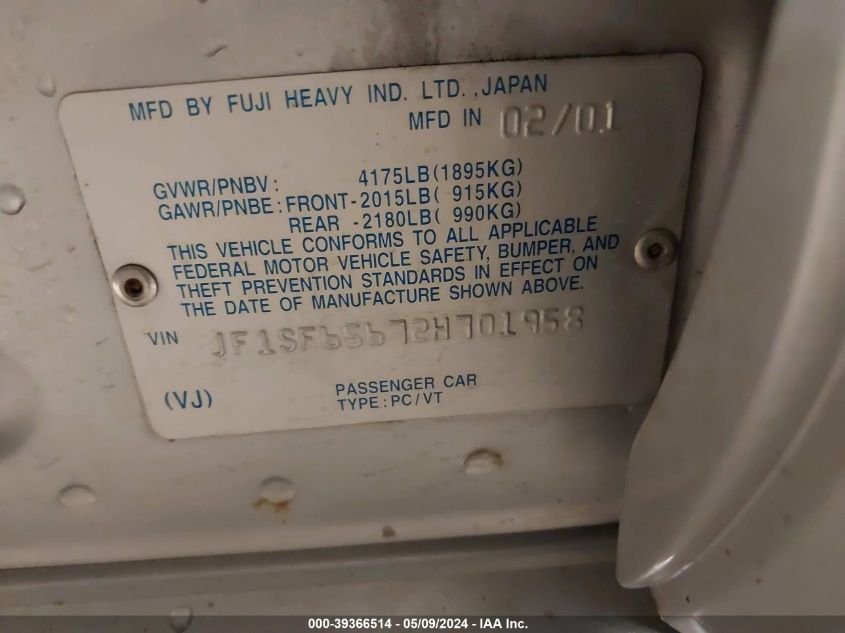 MFD BY FUJI HEAVY IND. LTD. ,JAPAN
MFD IN 02/01
GVWR/PNBV: 4175LB(1895KG)
GAWR/PNBE: FRONT-2015LB( 915KG)
REAR -2180LB( 990KG)
THIS VEHICLE CONFORMS TO ALL APPLICABLE
FEDERAL MOTOR VEHICLE SAFETY, BUMPER, AND
THEFT PREVENTION STANDARDS IN EFFECT ON
THE DATE OF MANUFACTURE SHOWN ABOVE.
VIN JF1SF65672H701958
(VJ) PASSENGER CAR
TYPE:PC/VT
000-39366514 - 05/09/2024 - IAA Inc.